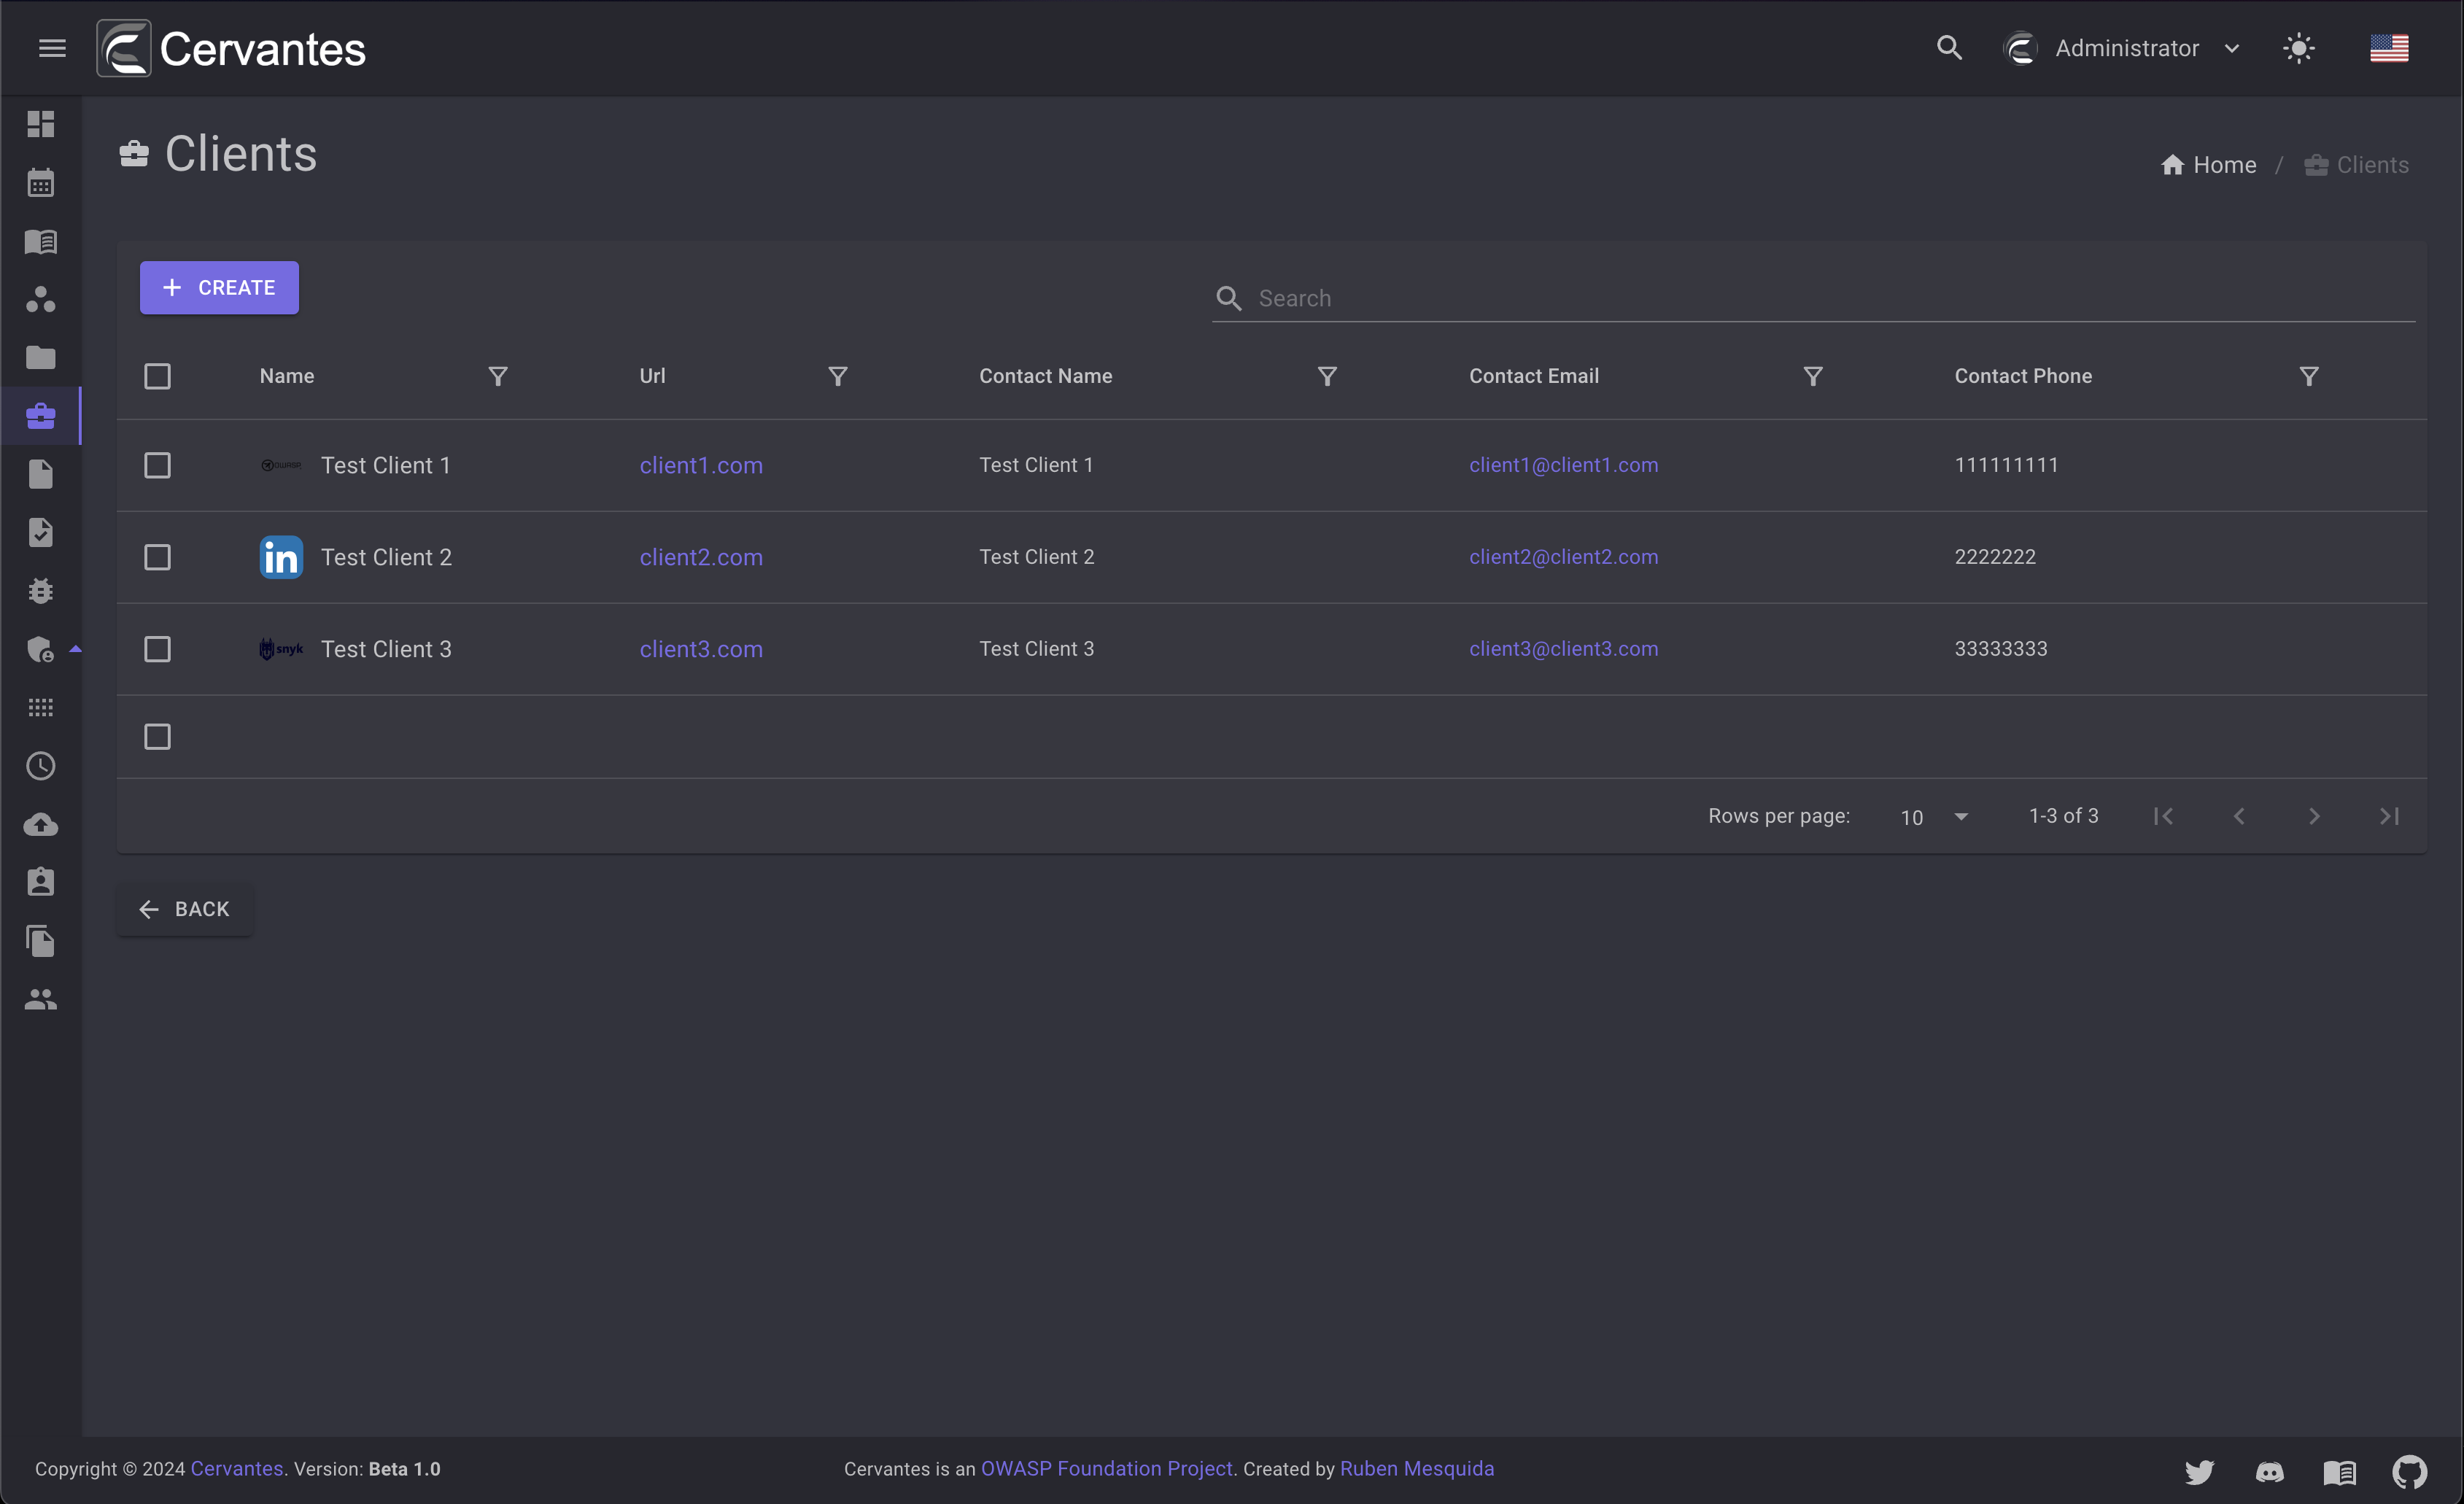 Cervantes
Administrator
Clients
Home / Clients
CREATE
Search
Name Url Contact Name Contact Email Contact Phone
OWASP Test Client 1 client1.com Test Client 1 client1@client1.com 111111111
in Test Client 2 client2.com Test Client 2 client2@client2.com 2222222
snyk Test Client 3 client3.com Test Client 3 client3@client3.com 33333333
Rows per page: 10 1-3 of 3
BACK
Copyright © 2024 Cervantes. Version: Beta 1.0
Cervantes is an OWASP Foundation Project. Created by Ruben Mesquida